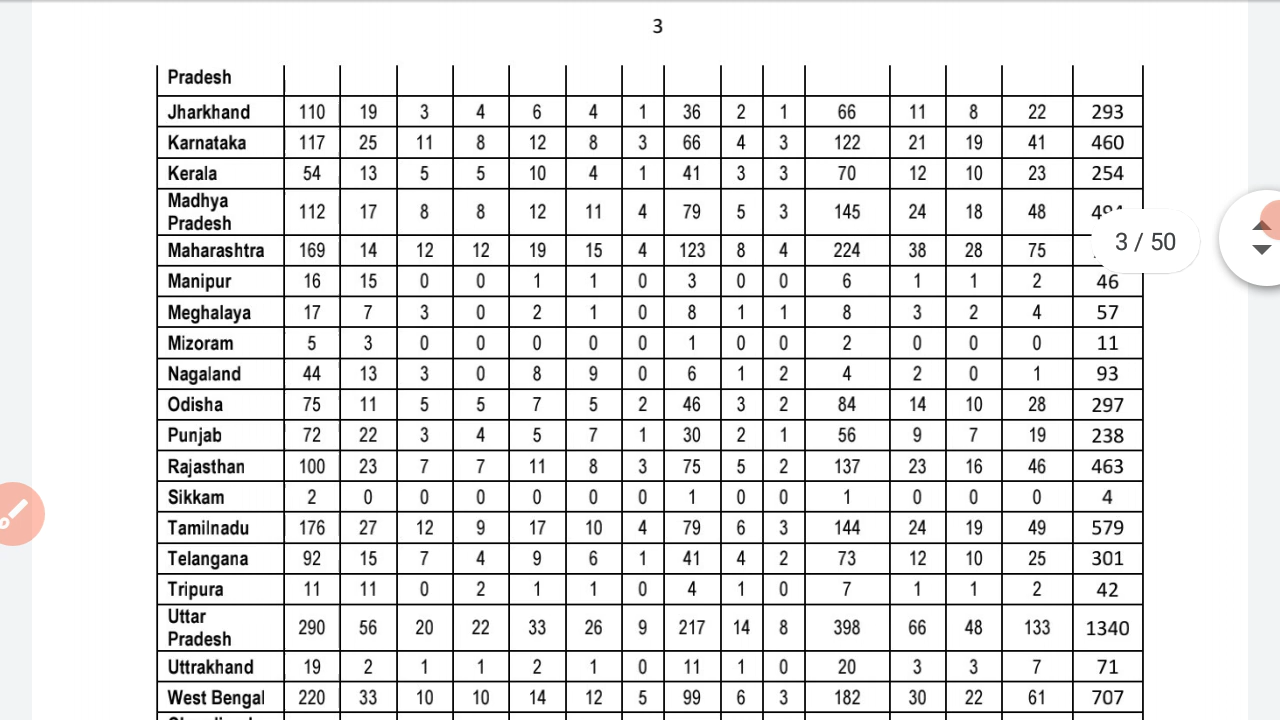 3
Pradesh
Jharkhand 110 19 3 4 6 4 1 36 2 1 66 11 8 22 293
Karnataka 117 25 11 8 12 8 3 66 4 3 122 21 19 41 460
Kerala 54 13 5 5 10 4 1 41 3 3 70 12 10 23 254
Madhya
Pradesh 112 17 8 8 12 11 4 79 5 3 145 24 18 48
3 / 50
Maharashtra 169 14 12 12 19 15 4 123 8 4 224 38 28 75
Manipur 16 15 0 0 1 1 0 3 0 0 6 1 1 2 46
Meghalaya 17 7 3 0 2 1 0 8 1 1 8 3 2 4 57
Mizoram 5 3 0 0 0 0 0 1 0 0 2 0 0 0 11
Nagaland 44 13 3 0 8 9 0 6 1 2 4 2 0 1 93
Odisha 75 11 5 5 7 5 2 46 3 2 84 14 10 28 297
Punjab 72 22 3 4 5 7 1 30 2 1 56 9 7 19 238
Rajasthan 100 23 7 7 11 8 3 75 5 2 137 23 16 46 463
Sikkam 2 0 0 0 0 0 0 1 0 0 1 0 0 0 4
Tamilnadu 176 27 12 9 17 10 4 79 6 3 144 24 19 49 579
Telangana 92 15 7 4 9 6 1 41 4 2 73 12 10 25 301
Tripura 11 11 0 2 1 1 0 4 1 0 7 1 1 2 42
Uttar
Pradesh 290 56 20 22 33 26 9 217 14 8 398 66 48 133 1340
Uttrakhand 19 2 1 1 2 1 0 11 1 0 20 3 3 7 71
West Bengal 220 33 10 10 14 12 5 99 6 3 182 30 22 61 707